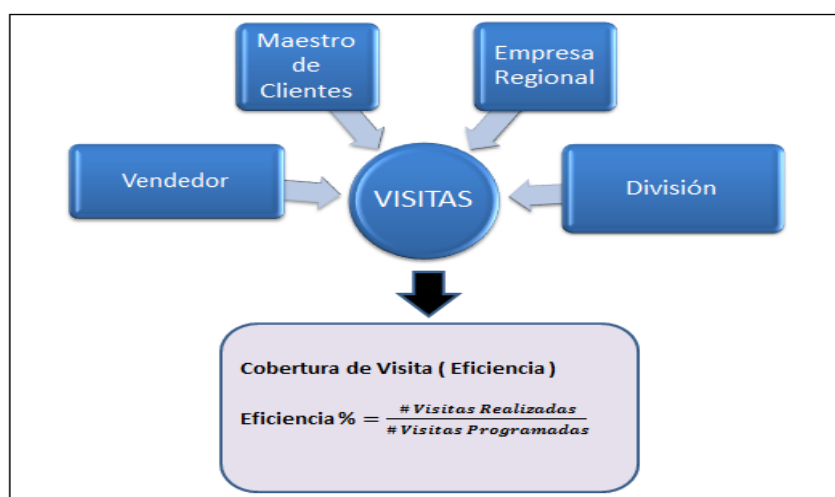 Maestro
de
Clientes
Empresa
Regional
Vendedor
VISITAS
División
Cobertura de Visita ( Eficiencia )
Eficiencia % = # Visitas Realizadas / # Visitas Programadas